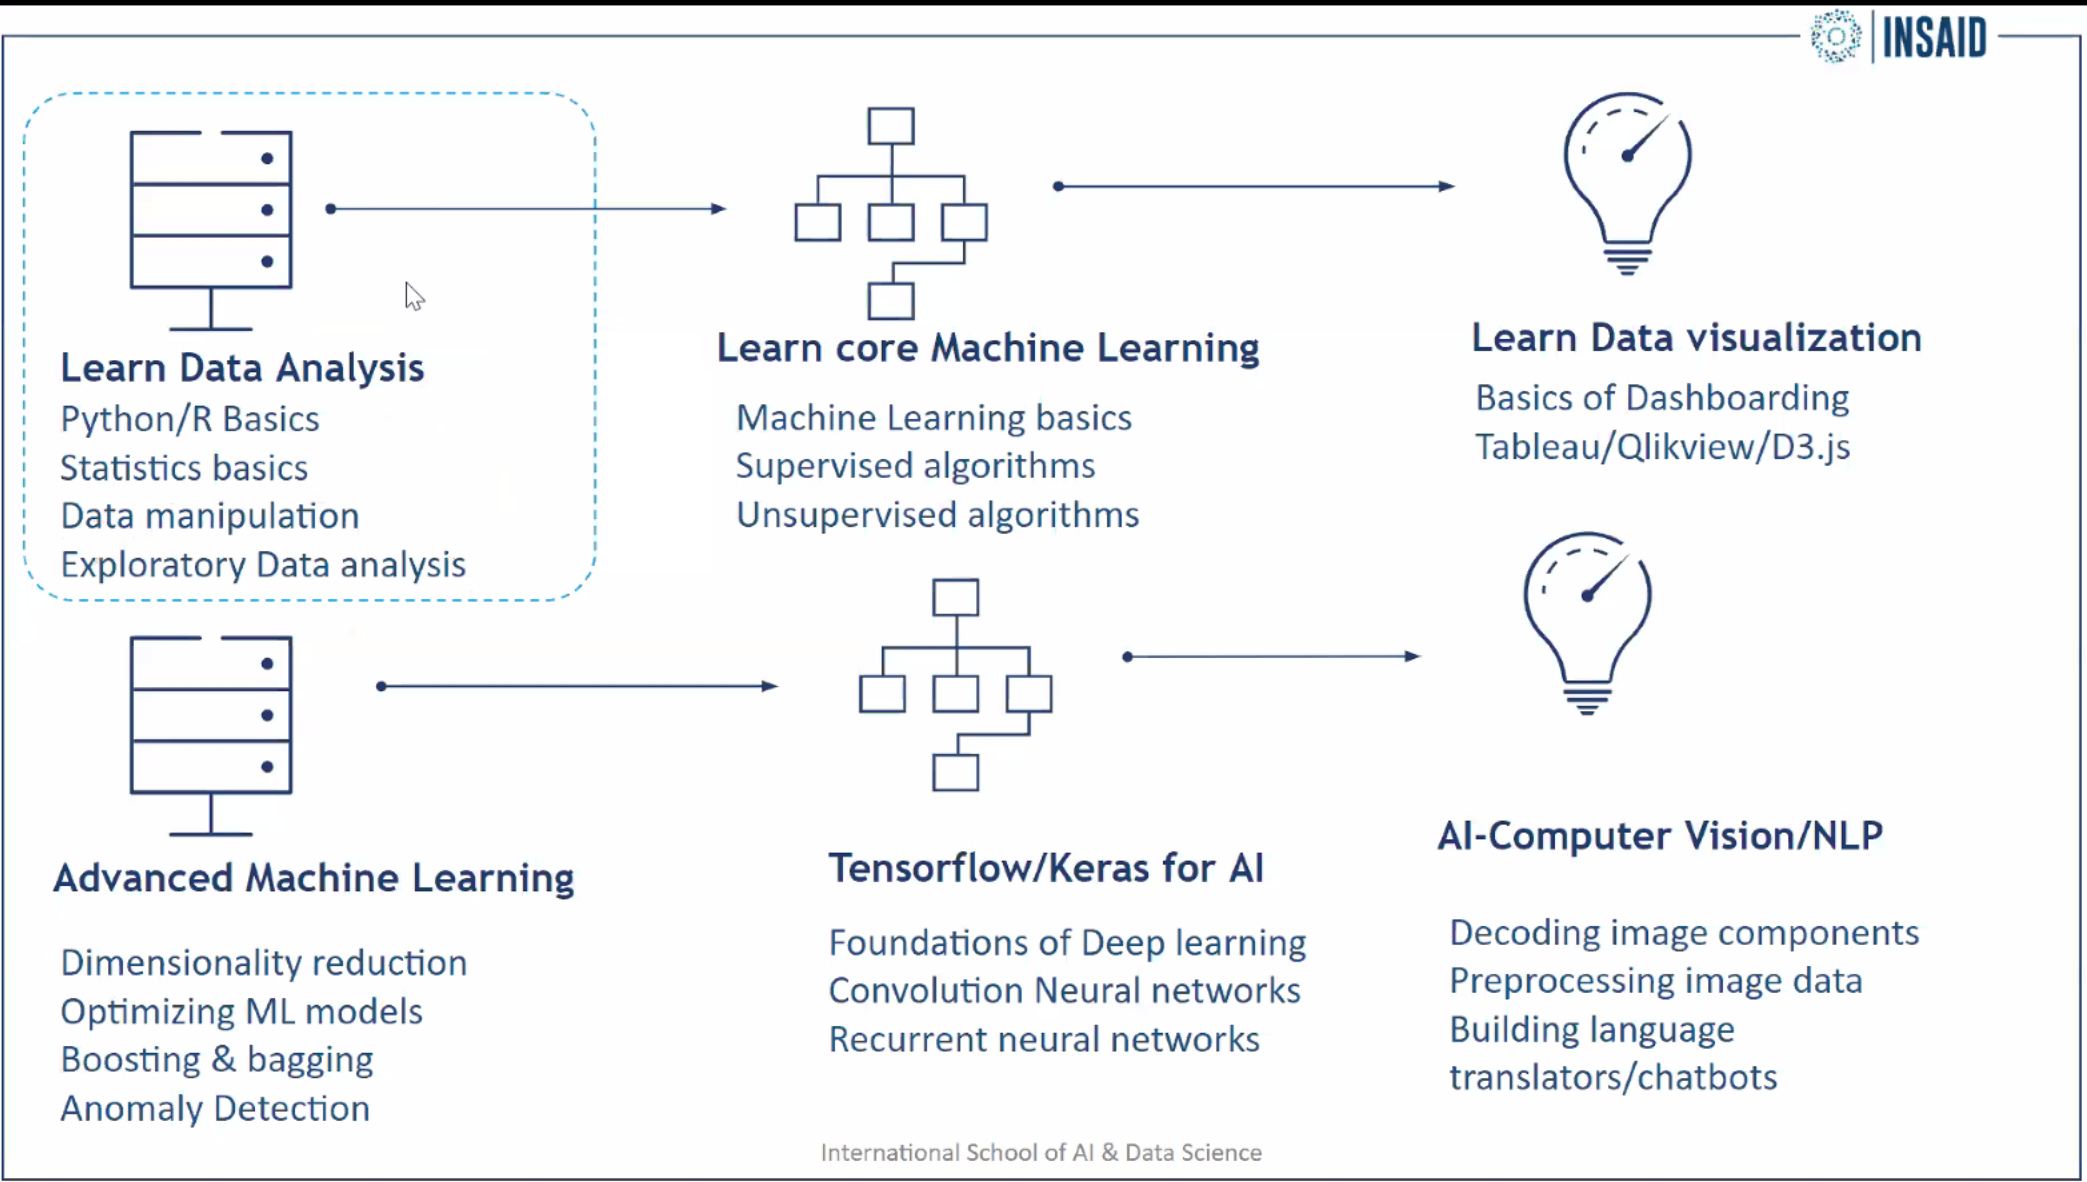 INSAID
Learn Data Analysis
Python/R Basics
Statistics basics
Data manipulation
Exploratory Data analysis
Learn core Machine Learning
Machine Learning basics
Supervised algorithms
Unsupervised algorithms
Learn Data visualization
Basics of Dashboarding
Tableau/Qlikview/D3.js
Advanced Machine Learning
Dimensionality reduction
Optimizing ML models
Boosting & bagging
Anomaly Detection
Tensorflow/Keras for AI
Foundations of Deep learning
Convolution Neural networks
Recurrent neural networks
AI-Computer Vision/NLP
Decoding image components
Preprocessing image data
Building language
translators/chatbots
International School of AI & Data Science